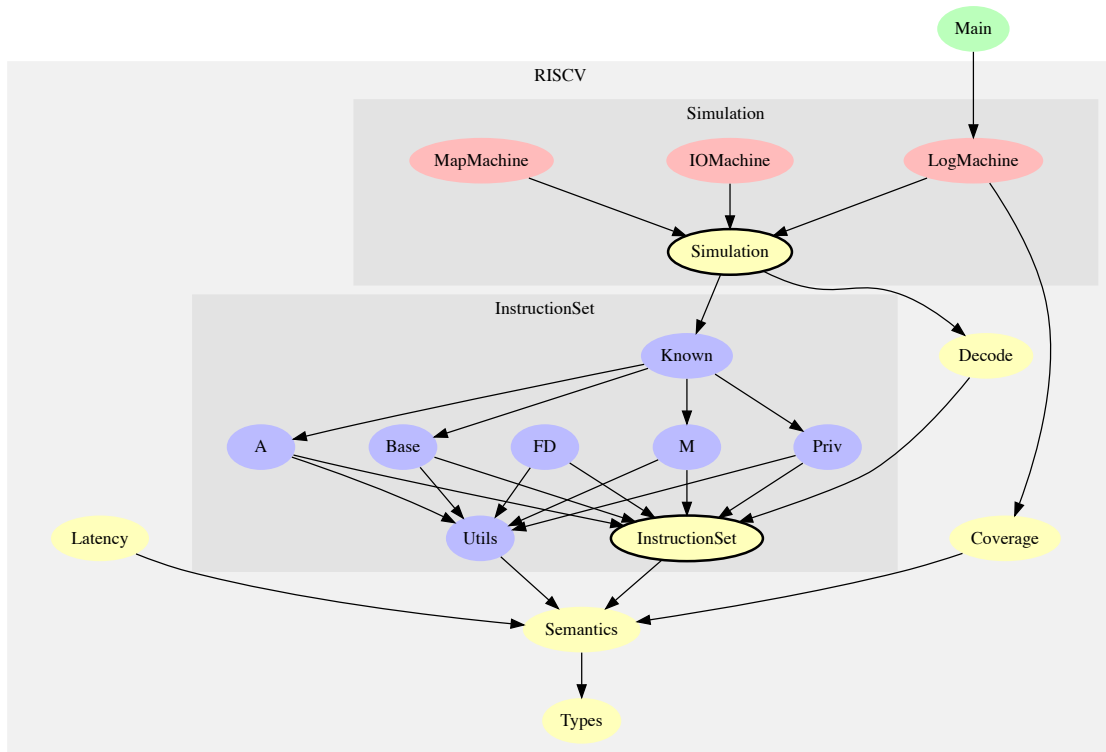 Main
RISCV
Simulation
MapMachine
IOMachine
LogMachine
Simulation
InstructionSet
Known
Decode
A
Base
FD
M
Priv
Latency
Utils
InstructionSet
Coverage
Semantics
Types